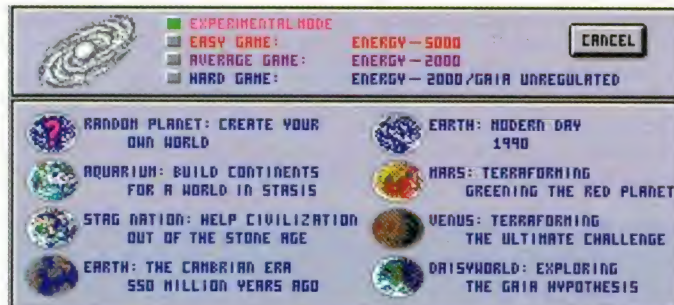 EXPERIMENTAL MODE
EASY GAME: ENERGY—5000
AVERAGE GAME: ENERGY—2000
HARD GAME: ENERGY—2000/GAIA UNREGULATED
CANCEL
RANDOM PLANET: CREATE YOUR
OWN WORLD
AQUARIUM: BUILD CONTINENTS
FOR A WORLD IN STASIS
STAG NATION: HELP CIVILIZATION
OUT OF THE STONE AGE
EARTH: THE CAMBRIAN ERA
550 MILLION YEARS AGO
EARTH: MODERN DAY
1990
MARS: TERRAFORMING
GREENING THE RED PLANET
VENUS: TERRAFORMING
THE ULTIMATE CHALLENGE
DAISYWORLD: EXPLORING
THE GAIA HYPOTHESIS